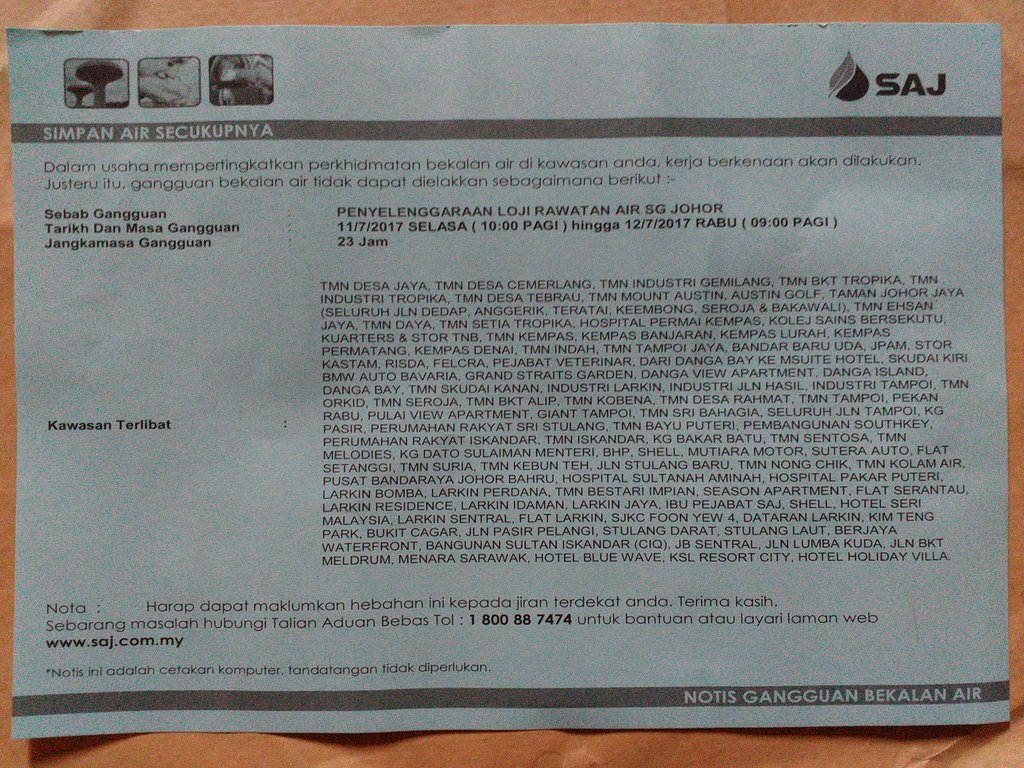 SAJ
SIMPAN AIR SECUKUPNYA
Dalam usaha mempertingkatkan perkhidmatan bekalan air di kawasan anda, kerja berkenaan akan dilakukan.
Justeru itu, gangguan bekalan air tidak dapat dielakkan sebagaimana berikut :-
Sebab Gangguan : PENYELENGGARAAN LOJI RAWATAN AIR SG JOHOR
Tarikh Dan Masa Gangguan : 11/7/2017 SELASA ( 10:00 PAGI ) hingga 12/7/2017 RABU ( 09:00 PAGI )
Jangkamasa Gangguan : 23 Jam
Kawasan Terlibat :
TMN DESA JAYA, TMN DESA CEMERLANG, TMN INDUSTRI GEMILANG, TMN BKT TROPIKA, TMN
INDUSTRI TROPIKA, TMN DESA TEBRAU, TMN MOUNT AUSTIN, AUSTIN GOLF, TAMAN JOHOR JAYA
(SELURUH JLN DEDAP, ANGGERIK, TERATAI, KEEMBONG, SEROJA & BAKAWALI), TMN EHSAN
JAYA, TMN DAYA, TMN SETIA TROPIKA, HOSPITAL PERMAI KEMPAS, KOLEJ SAINS BERSEKUTU,
KUARTERS & STOR TNB, TMN KEMPAS, KEMPAS BANJARAN, KEMPAS LURAH, KEMPAS
PERMATANG, KEMPAS DENAI, TMN INDAH, TMN TAMPOI JAYA, BANDAR BARU UDA, JPAM, STOR
KASTAM, RISDA, FELCRA, PEJABAT VETERINAR, DARI DANGA BAY KE MSUITE HOTEL, SKUDAI KIRI
BMW AUTO BAVARIA, GRAND STRAITS GARDEN, DANGA VIEW APARTMENT, DANGA ISLAND,
DANGA BAY, TMN SKUDAI KANAN, INDUSTRI LARKIN, INDUSTRI JLN HASIL, INDUSTRI TAMPOI, TMN
ORKID, TMN SEROJA, TMN BKT ALIP, TMN KOBENA, TMN DESA RAHMAT, TMN TAMPOI, PEKAN
RABU, PULAI VIEW APARTMENT, GIANT TAMPOI, TMN SRI BAHAGIA, SELURUH JLN TAMPOI, KG
PASIR, PERUMAHAN RAKYAT SRI STULANG, TMN BAYU PUTERI, PEMBANGUNAN SOUTHKEY,
PERUMAHAN RAKYAT ISKANDAR, TMN ISKANDAR, KG BAKAR BATU, TMN SENTOSA, TMN
MELODIES, KG DATO SULAIMAN MENTERI, BHP, SHELL, MUTIARA MOTOR, SUTERA AUTO, FLAT
SETANGGI, TMN SURIA, TMN KEBUN TEH, JLN STULANG BARU, TMN NONG CHIK, TMN KOLAM AIR,
PUSAT BANDARAYA JOHOR BAHRU, HOSPITAL SULTANAH AMINAH, HOSPITAL PAKAR PUTERI,
LARKIN BOMBA, LARKIN PERDANA, TMN BESTARI IMPIAN, SEASON APARTMENT, FLAT SERANTAU,
LARKIN RESIDENCE, LARKIN IDAMAN, LARKIN JAYA, IBU PEJABAT SAJ, SHELL, HOTEL SERI
MALAYSIA, LARKIN SENTRAL, FLAT LARKIN, SJKC FOON YEW 4, DATARAN LARKIN, KIM TENG
PARK, BUKIT CAGAR, JLN PASIR PELANGI, STULANG DARAT, STULANG LAUT, BERJAYA
WATERFRONT, BANGUNAN SULTAN ISKANDAR (CIQ), JB SENTRAL, JLN LUMBA KUDA, JLN BKT
MELDRUM, MENARA SARAWAK, HOTEL BLUE WAVE, KSL RESORT CITY, HOTEL HOLIDAY VILLA.
Nota : Harap dapat maklumkan hebahan ini kepada jiran terdekat anda. Terima kasih.
Sebarang masalah hubungi Talian Aduan Bebas Tol : 1 800 88 7474 untuk bantuan atau layari laman web
www.saj.com.my
*Notis ini adalah cetakan komputer, tandatangan tidak diperlukan.
NOTIS GANGGUAN BEKALAN AIR